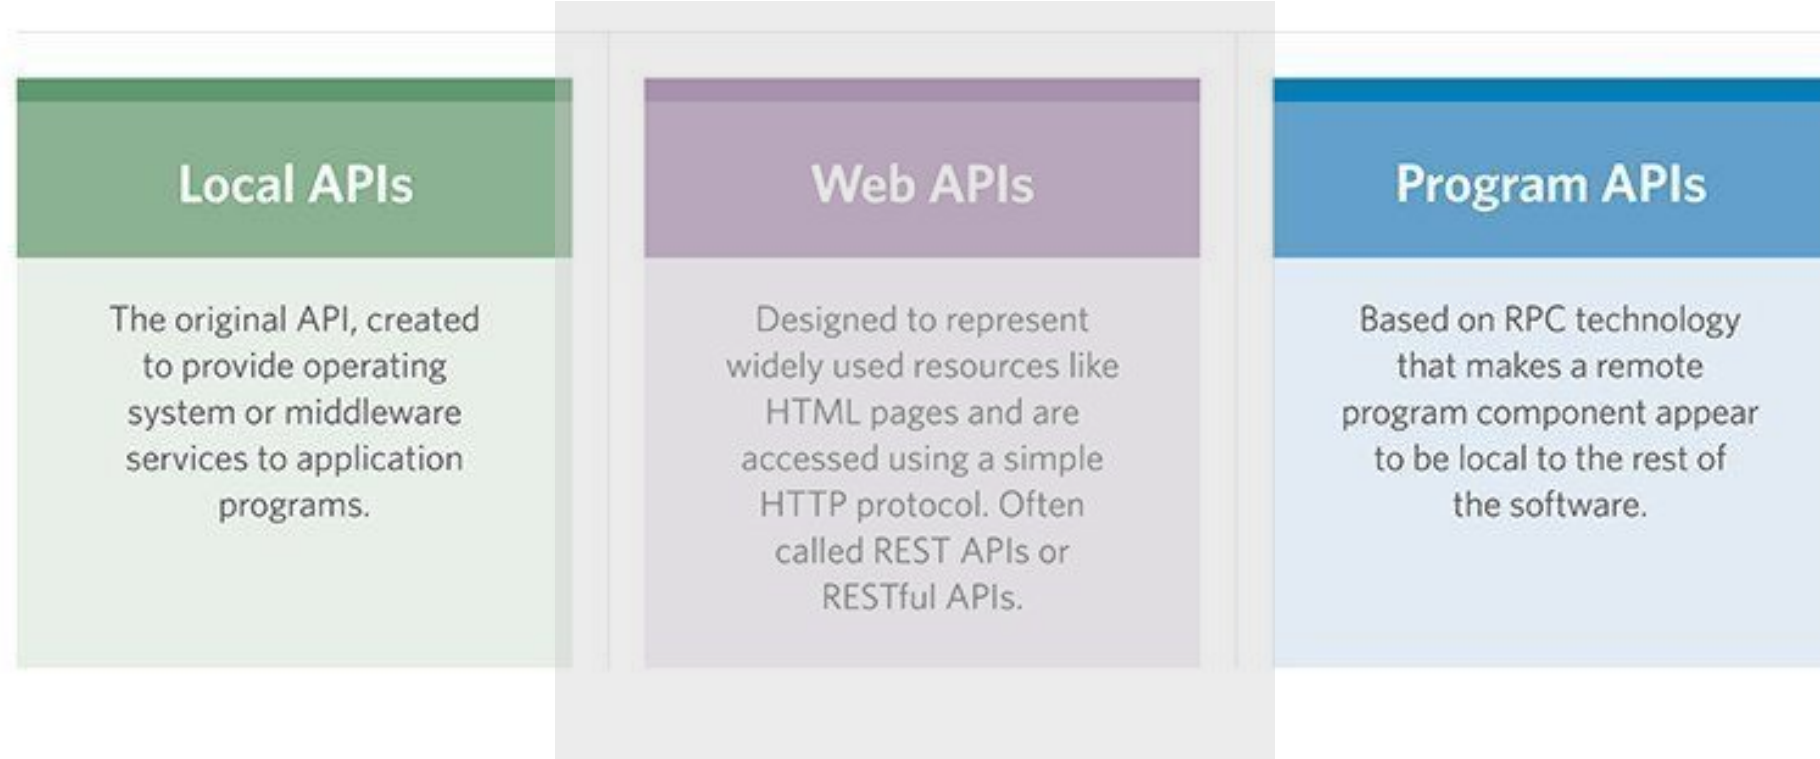 Local APIs
The original API, created
to provide operating
system or middleware
services to application
programs.
Web APIs
Designed to represent
widely used resources like
HTML pages and are
accessed using a simple
HTTP protocol. Often
called REST APIs or
RESTful APIs.
Program APIs
Based on RPC technology
that makes a remote
program component appear
to be local to the rest of
the software.